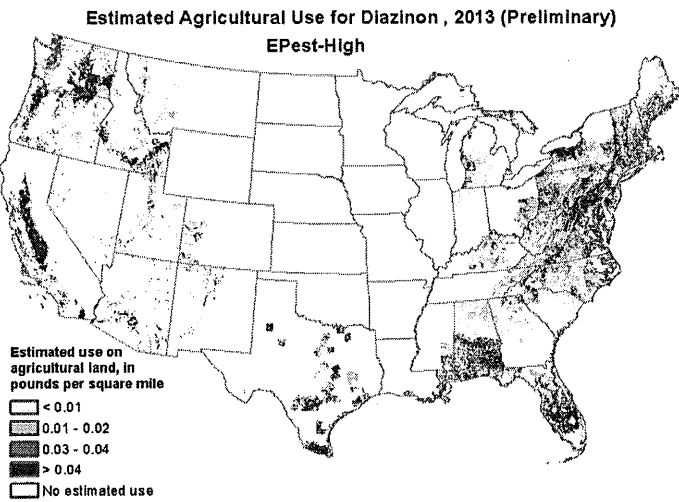 Estimated Agricultural Use for Diazinon , 2013 (Preliminary)
EPest-High
Estimated use on
agricultural land, in
pounds per square mile
< 0.01
0.01 - 0.02
0.03 - 0.04
> 0.04
No estimated use